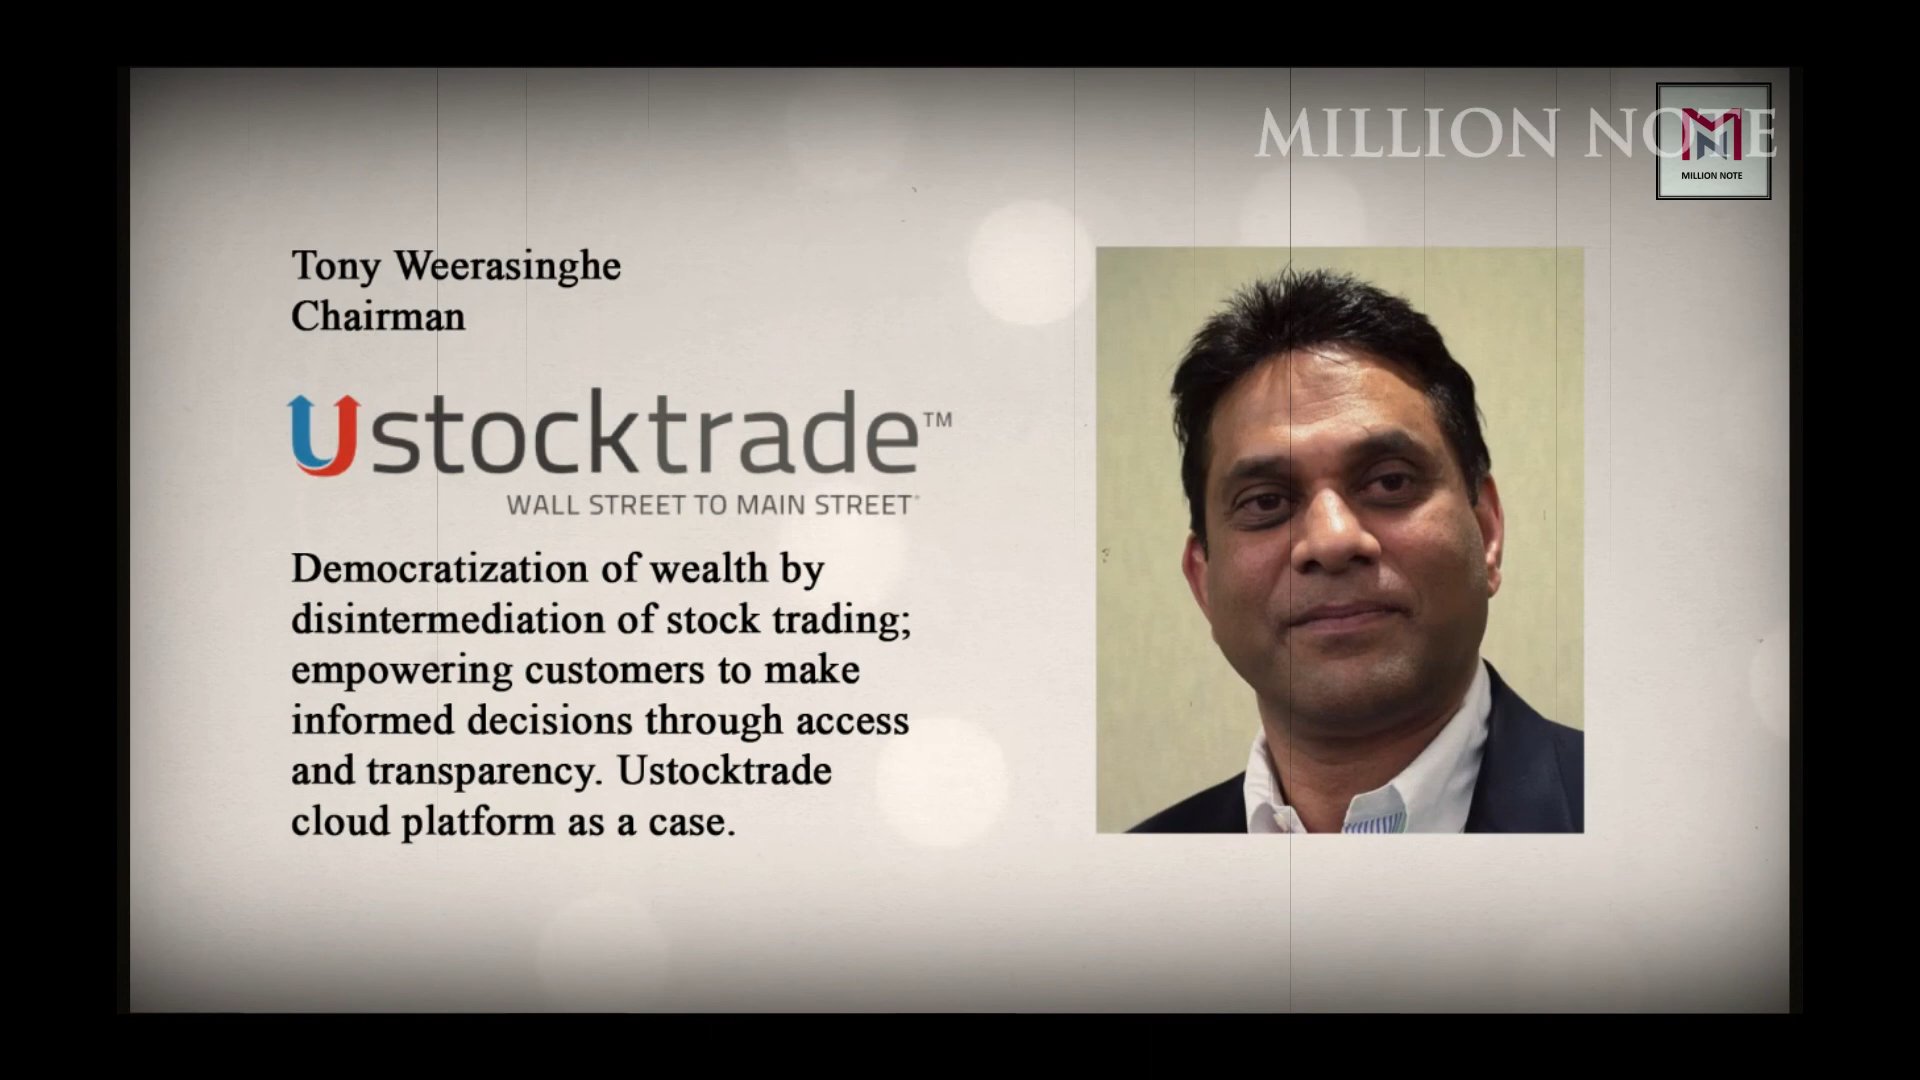 MILLION NOTE
MILLION NOTE
Tony Weerasinghe
Chairman
Ustocktrade™
WALL STREET TO MAIN STREET®
Democratization of wealth by
disintermediation of stock trading;
empowering customers to make
informed decisions through access
and transparency. Ustocktrade
cloud platform as a case.